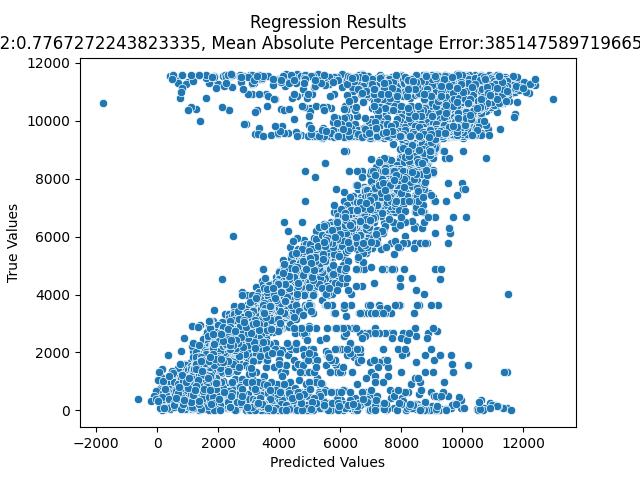 Regression Results
2:0.7767272243823335, Mean Absolute Percentage Error:385147589719665
12000
10000
8000
6000
4000
2000
0
True Values
−2000 0 2000 4000 6000 8000 10000 12000
Predicted Values